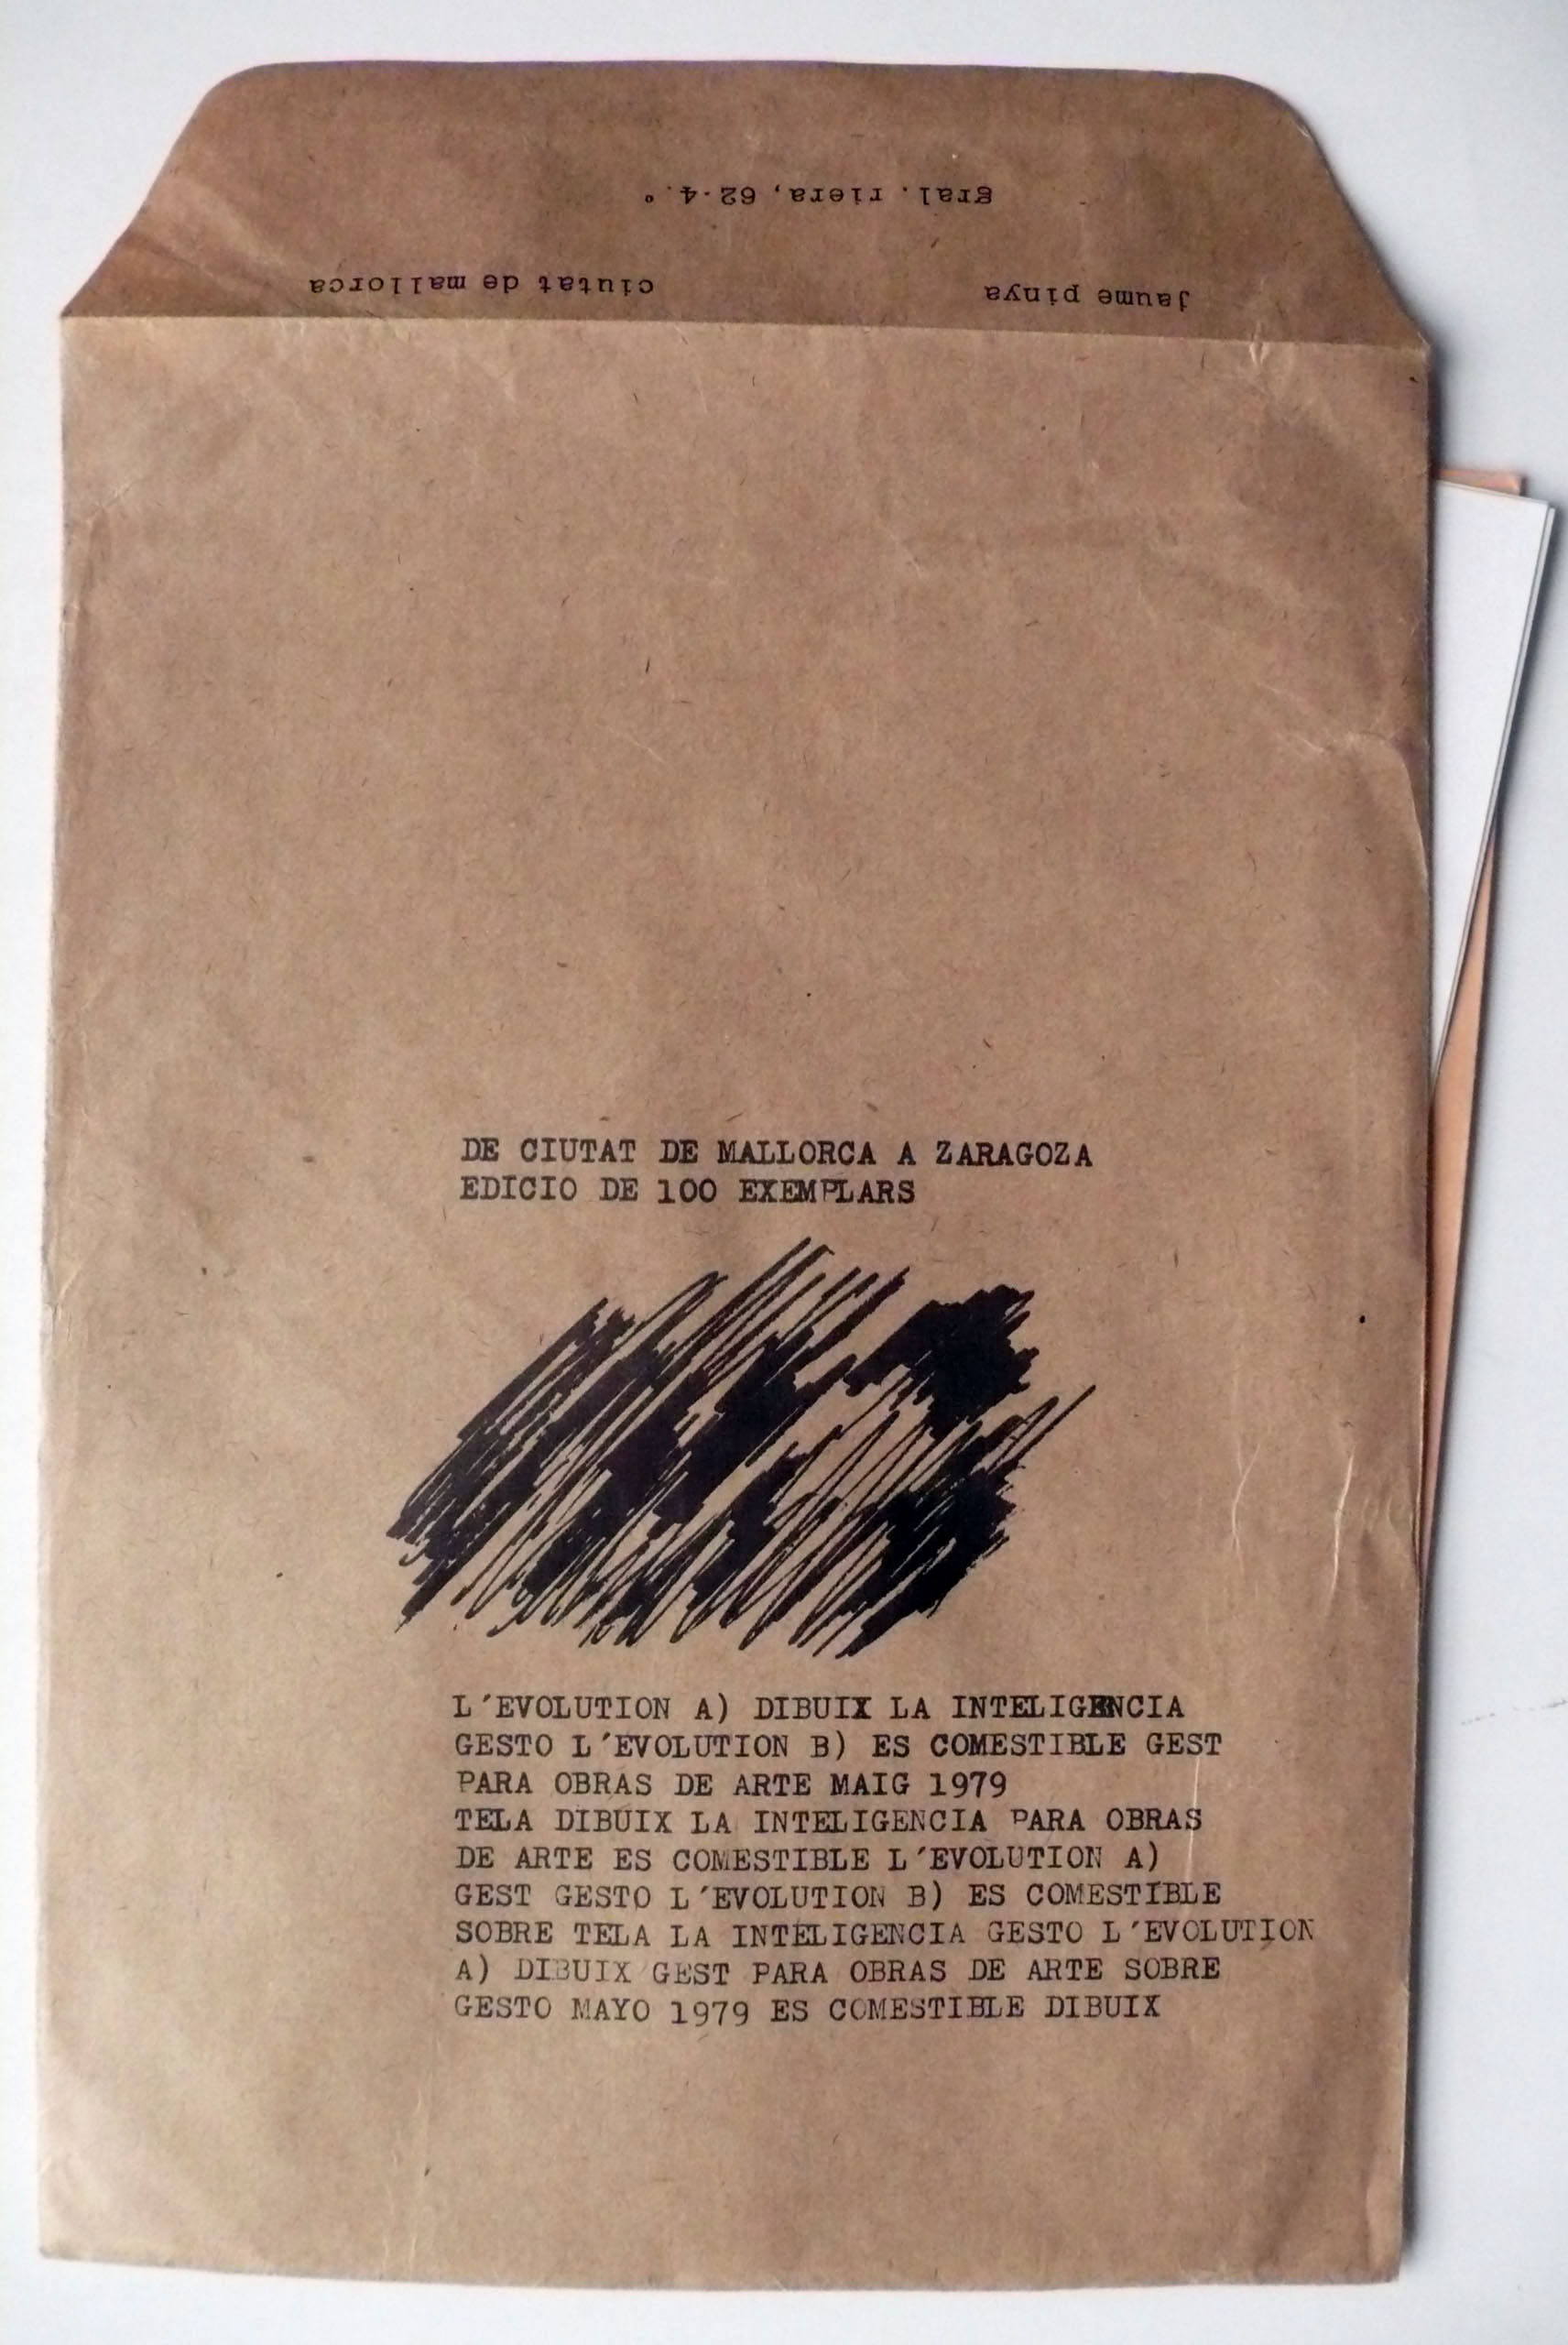 gral. riera, 62-4.°
jaume pinya ciutat de mallorca
DE CIUTAT DE MALLORCA A ZARAGOZA
EDICIO DE 100 EXEMPLARS
L'EVOLUTION A) DIBUIX LA INTELIGENCIA
GESTO L'EVOLUTION B) ES COMESTIBLE GEST
PARA OBRAS DE ARTE MAIG 1979
TELA DIBUIX LA INTELIGENCIA PARA OBRAS
DE ARTE ES COMESTIBLE L'EVOLUTION A)
GEST GESTO L'EVOLUTION B) ES COMESTIBLE
SOBRE TELA LA INTELIGENCIA GESTO L'EVOLUTION
A) DIBUIX GEST PARA OBRAS DE ARTE SOBRE
GESTO MAYO 1979 ES COMESTIBLE DIBUIX